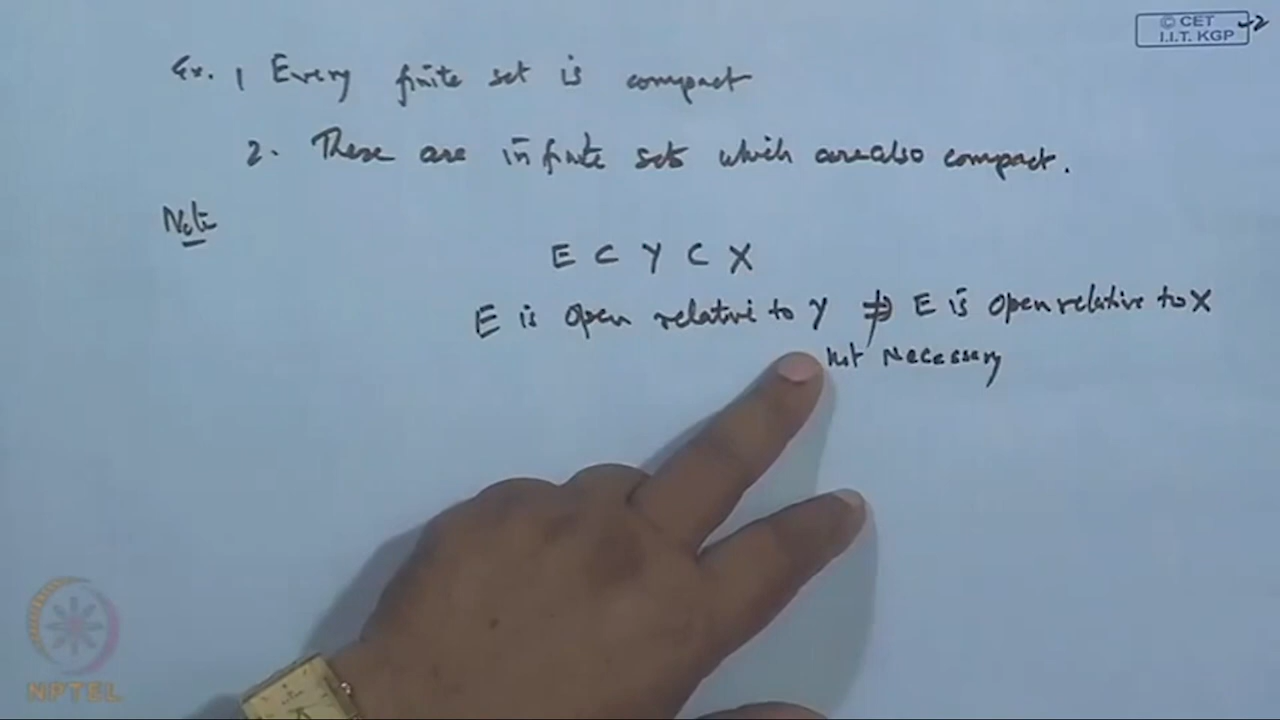 © CET
I.I.T. KGP
Ex. 1 Every finite set is compact
2. There are infinite sets which are also compact.
Note
E ⊂ Y ⊂ X
E is open relative to Y ⇏ E is open relative to X
not necessary
NPTEL